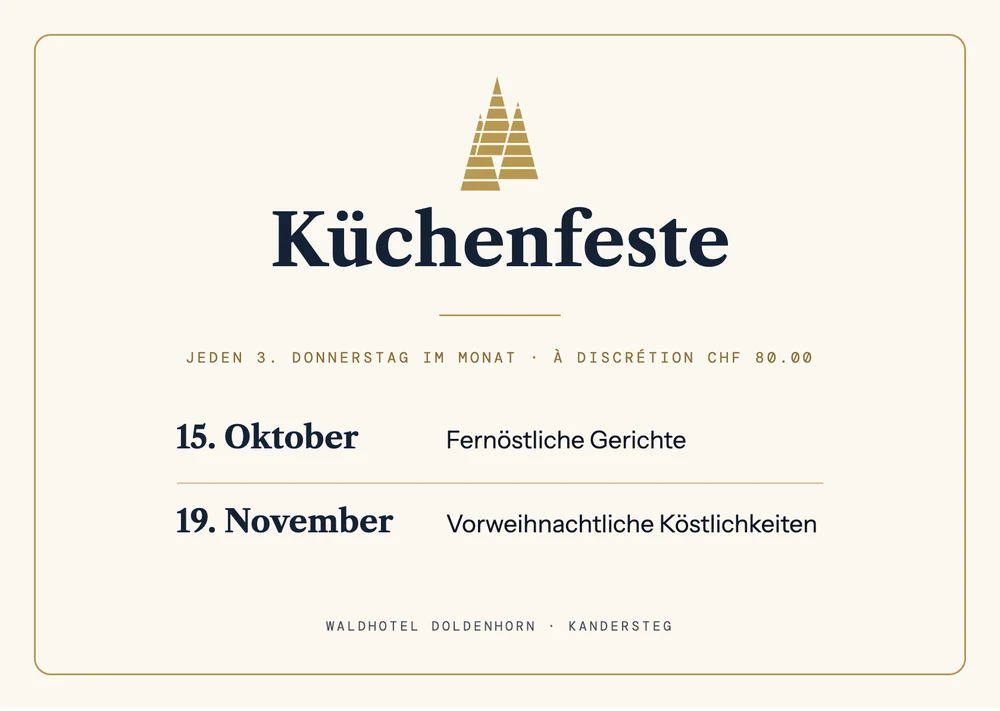 Küchenfeste
JEDEN 3. DONNERSTAG IM MONAT · À DISCRÉTION CHF 80.00
15. Oktober Fernöstliche Gerichte
19. November Vorweihnachtliche Köstlichkeiten
WALDHOTEL DOLDENHORN · KANDERSTEG